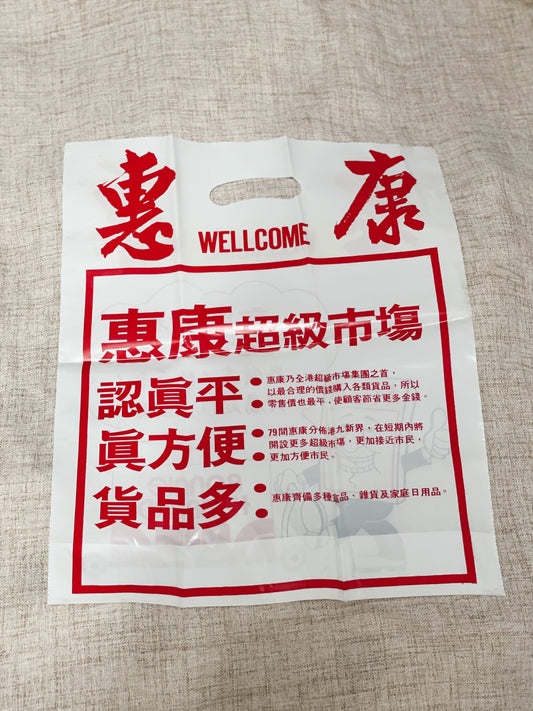 惠 康
WELLCOME
惠康超級市塲
認眞平：
惠康乃全港超級市場集團之首，
以最合理的價錢購入各類貨品，所以
零售價也最平，使顧客節省更多金錢。
眞方便：
79間惠康分佈港九新界，在短期內將
開設更多超級市塲，更加接近市民，
更加方便市民。
貨品多：
惠康齊備多種食品、雜貨及家庭日用品。